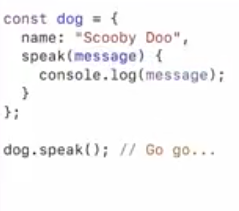 const dog = {
  name: "Scooby Doo",
  speak(message) {
    console.log(message);
  }
};

dog.speak(); // Go go...